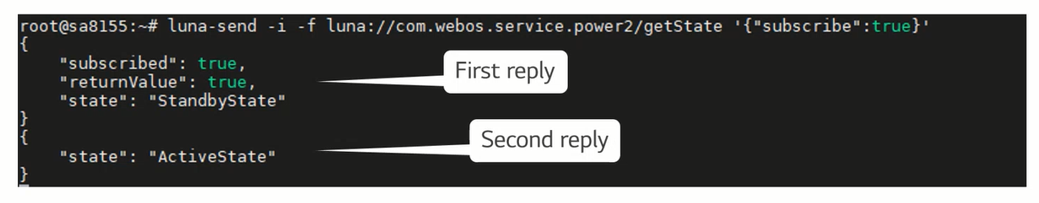 root@sa8155:~# luna-send -i -f luna://com.webos.service.power2/getState '{"subscribe":true}'
{
    "subscribed": true,
    "returnValue": true,
First reply
    "state": "StandbyState"
}
{
Second reply
    "state": "ActiveState"
}